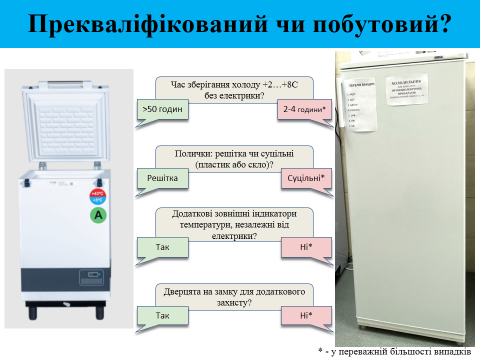 Прекваліфікований чи побутовий?
Час зберігання холоду +2…+8С
без електрики?
>50 годин
2-4 години*
Полички: решітка чи суцільні
(пластик або скло)?
Решітка
Суцільні*
Додаткові зовнішні індикатори
температури, незалежні від
електрики?
Так
Ні*
Дверцята на замку для додаткового
захисту?
Так
Ні*
A
* - у переважній більшості випадків